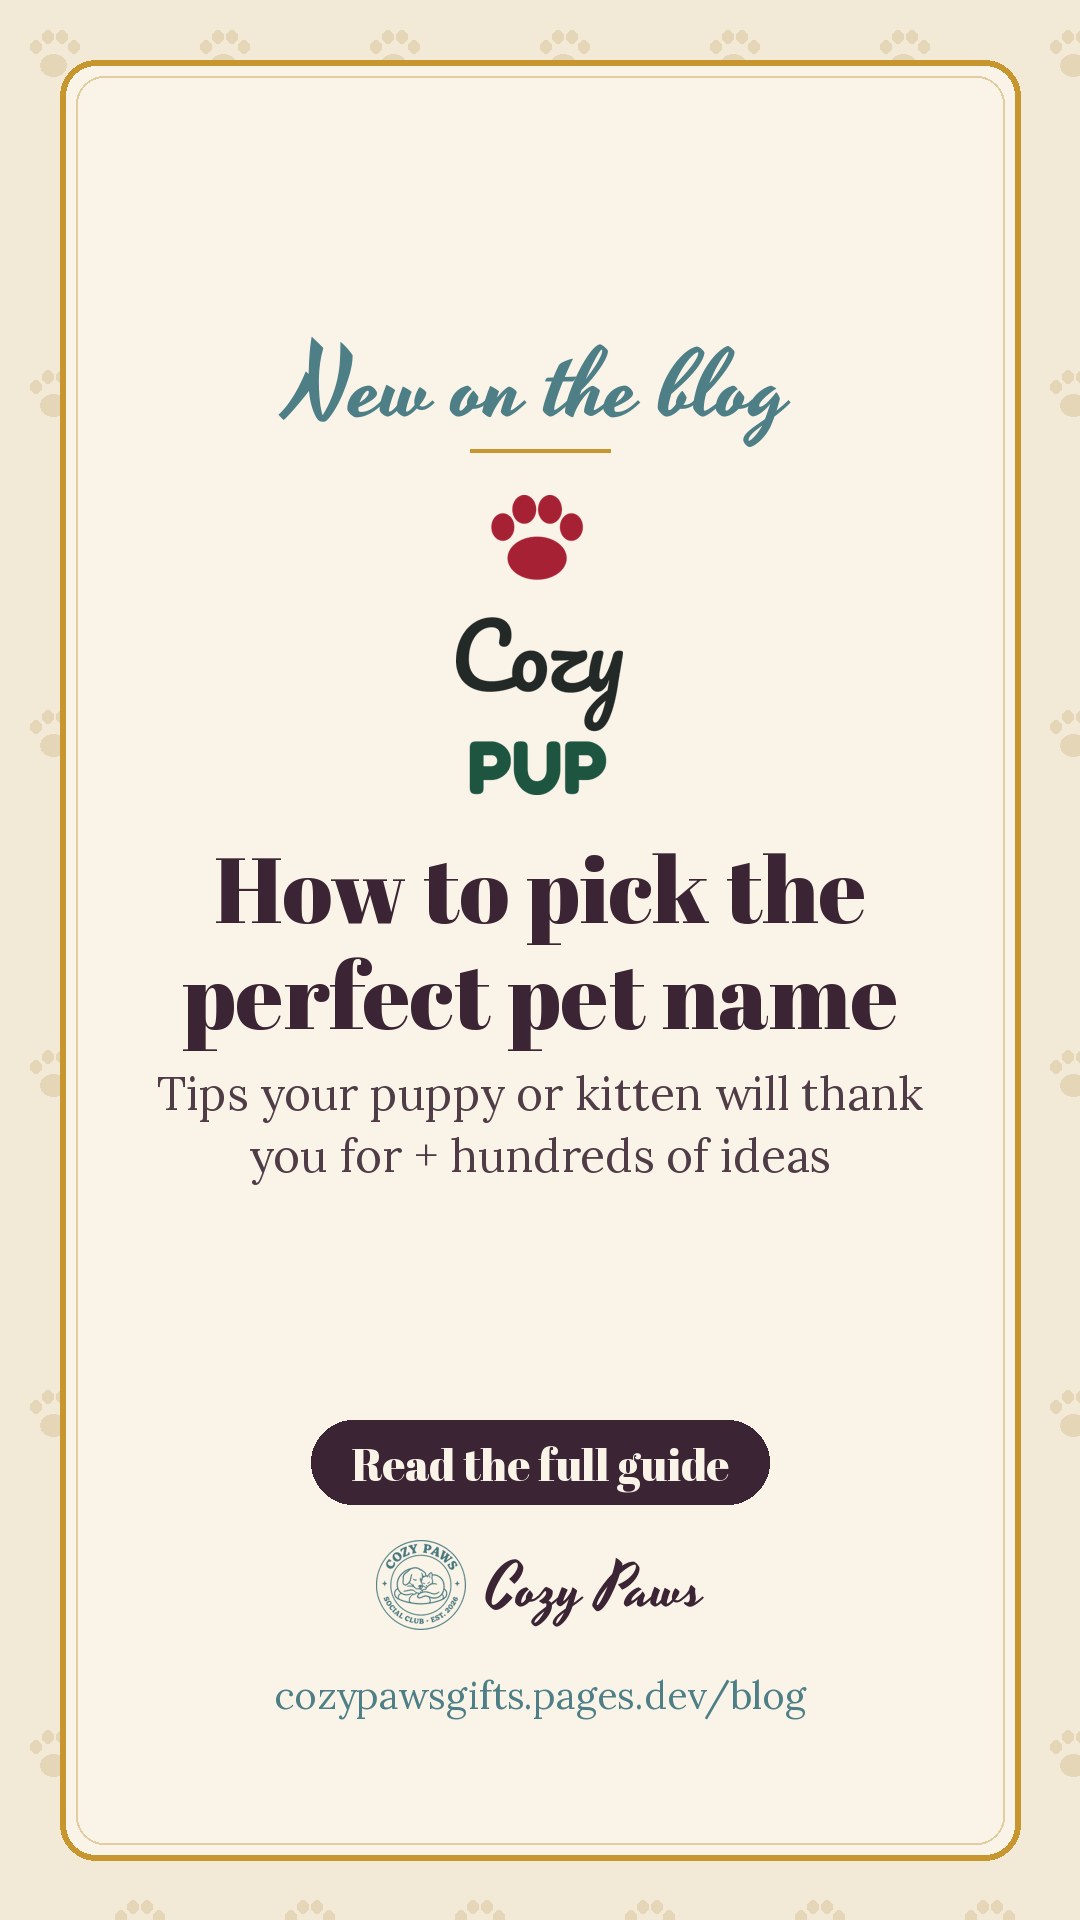 New on the blog
Cozy
PUP
How to pick the
perfect pet name
Tips your puppy or kitten will thank
you for + hundreds of ideas
Read the full guide
COZY PAWS
SOCIAL CLUB • EST. 2026
Cozy Paws
cozypawsgifts.pages.dev/blog